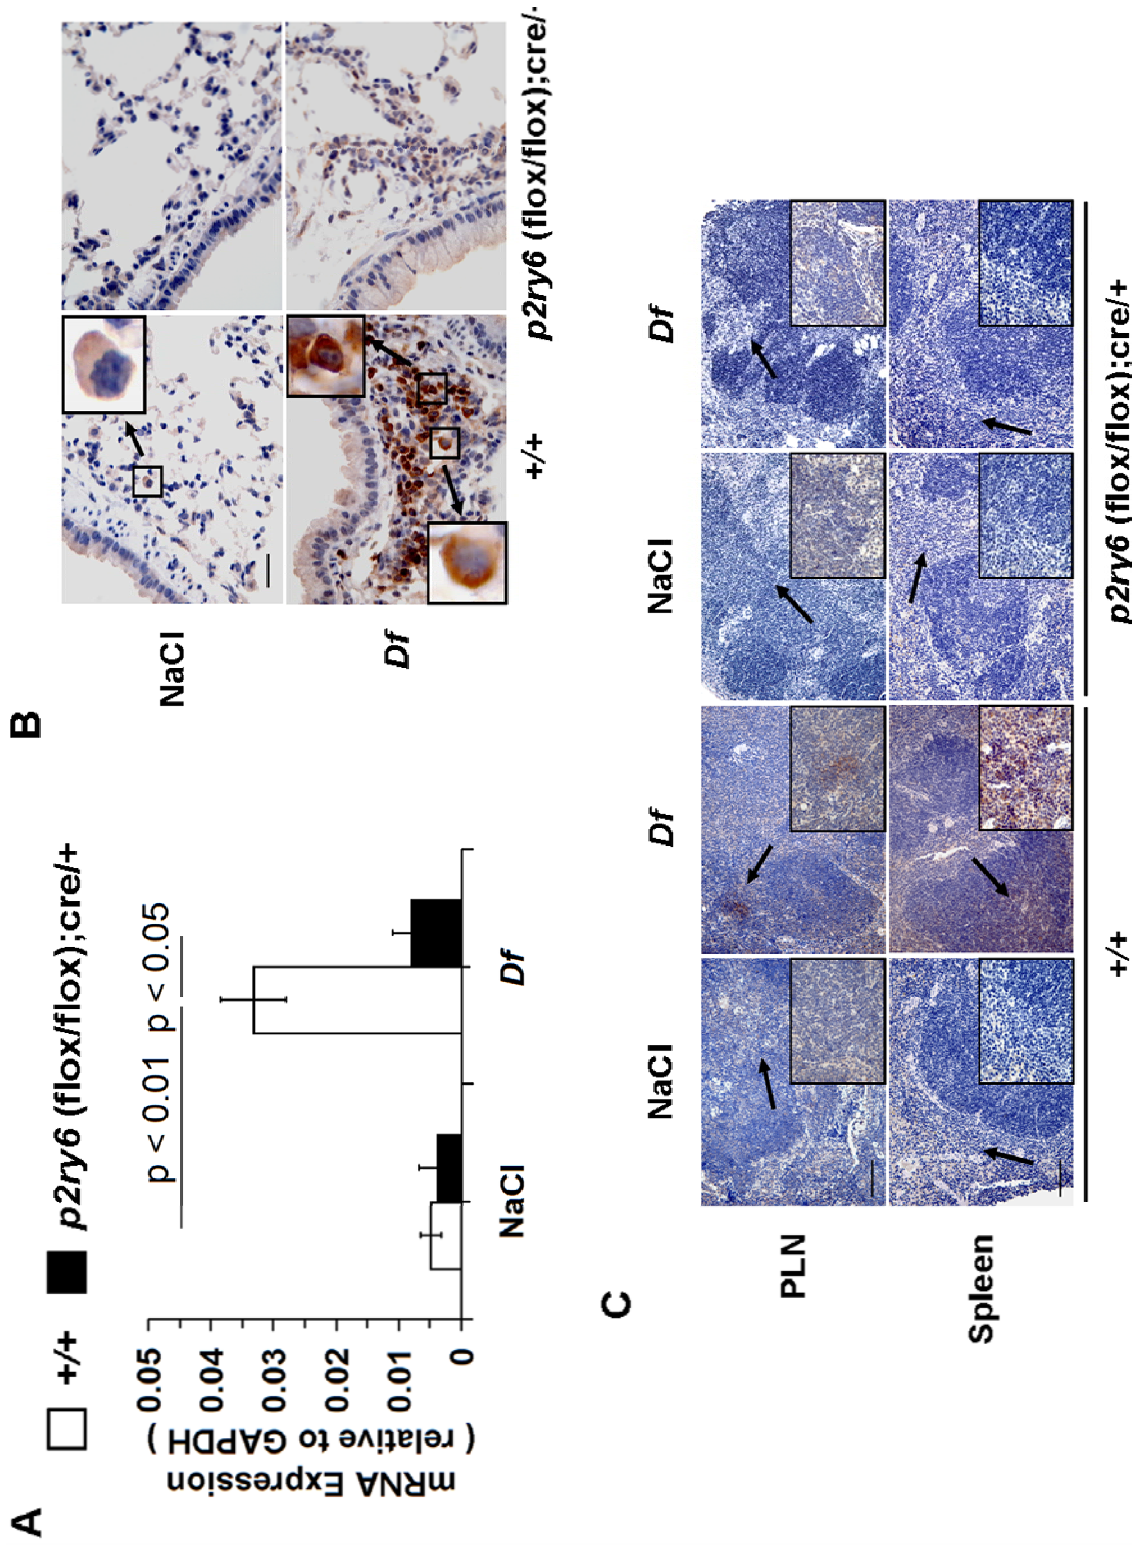 A
+/+
p2ry6 (flox/flox);cre/+
mRNA Expression
( relative to GAPDH )
0.05
0.04
0.03
0.02
0.01
0
p < 0.01
p < 0.05
NaCl
Df
B
NaCl
Df
+/+
p2ry6 (flox/flox);cre/
C
NaCl
Df
NaCl
Df
PLN
Spleen
+/+
p2ry6 (flox/flox);cre/+